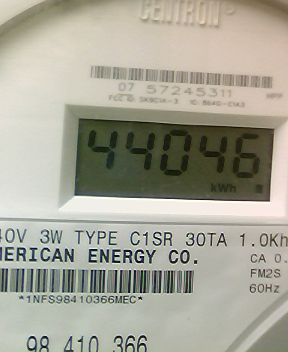 CENTRON®
07 57245311
44046
kWh
40V 3W TYPE C1SR 30TA 1.0Kh
MERICAN ENERGY CO.
CA 0.
FM2S
60Hz
*1NFS98410366MEC*
98 410 366